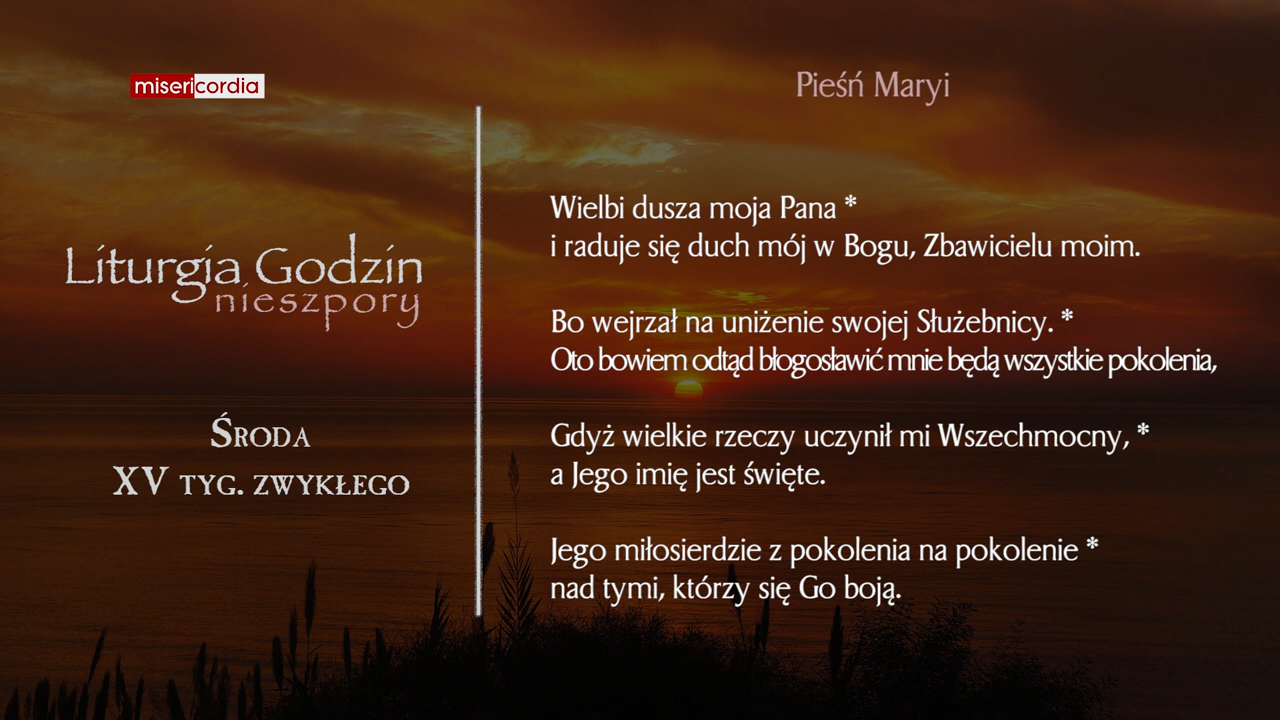 misericordia
Liturgia Godzin
nieszpory
Środa
XV tyg. zwykłego
Pieśń Maryi
Wielbi dusza moja Pana *
i raduje się duch mój w Bogu, Zbawicielu moim.
Bo wejrzał na uniżenie swojej Służebnicy. *
Oto bowiem odtąd błogosławić mnie będą wszystkie pokolenia,
Gdyż wielkie rzeczy uczynił mi Wszechmocny, *
a Jego imię jest święte.
Jego miłosierdzie z pokolenia na pokolenie *
nad tymi, którzy się Go boją.